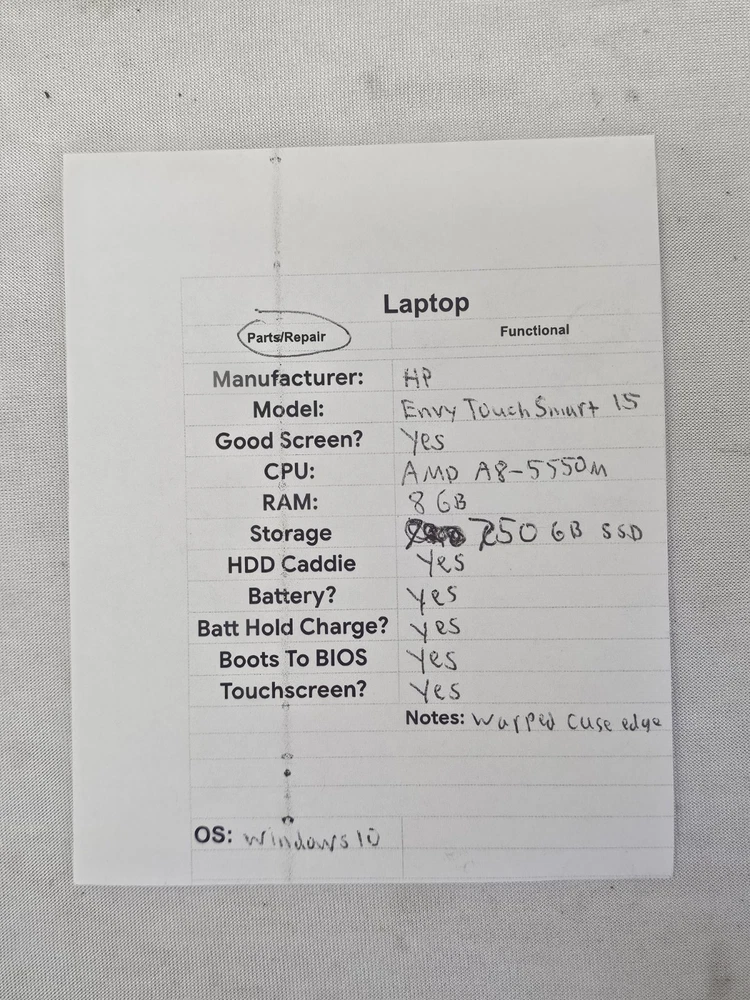 Laptop
Parts/Repair Functional
Manufacturer: HP
Model: Envy TouchSmart 15
Good Screen? Yes
CPU: AMD A8-5550M
RAM: 8 GB
Storage 250 GB SSD
HDD Caddie Yes
Battery? Yes
Batt Hold Charge? Yes
Boots To BIOS Yes
Touchscreen? Yes
Notes: Warped Case edge
OS: Windows 10